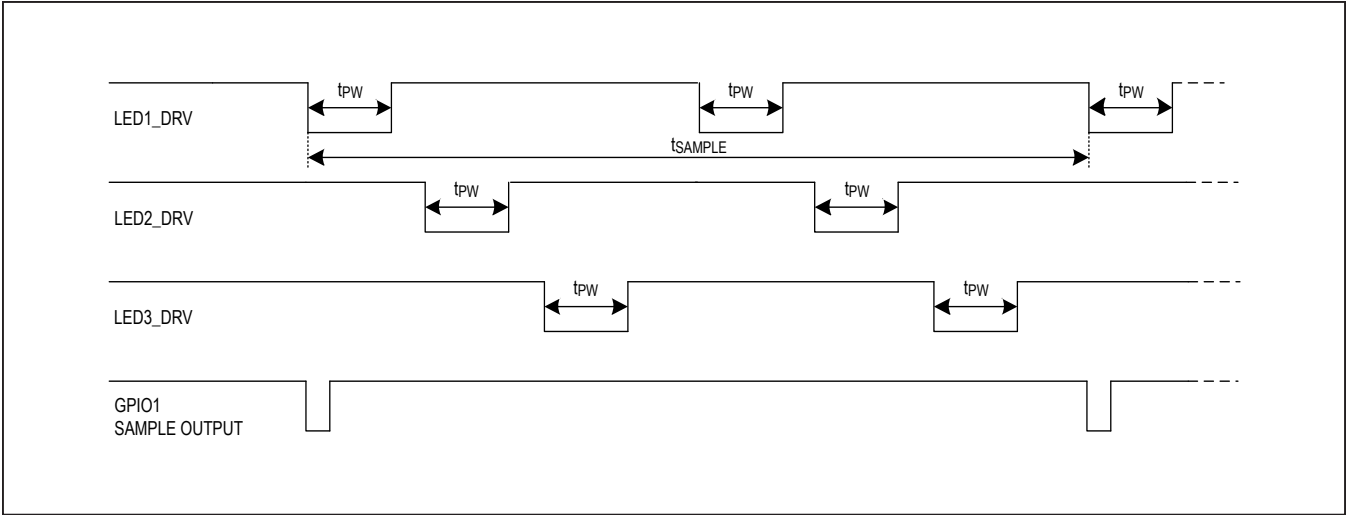 tPW tPW tPW
LED1_DRV
tSAMPLE
tPW tPW
LED2_DRV
tPW tPW
LED3_DRV
GPIO1
SAMPLE OUTPUT